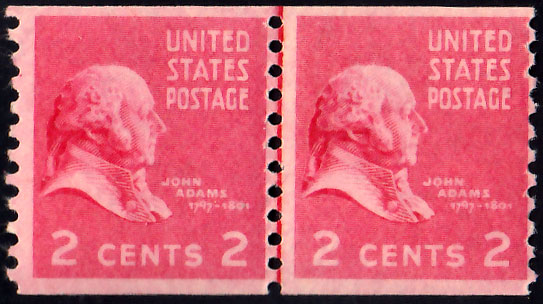 UNITED
STATES
POSTAGE
JOHN
ADAMS
1797-1801
2 CENTS 2
UNITED
STATES
POSTAGE
JOHN
ADAMS
1797-1801
2 CENTS 2